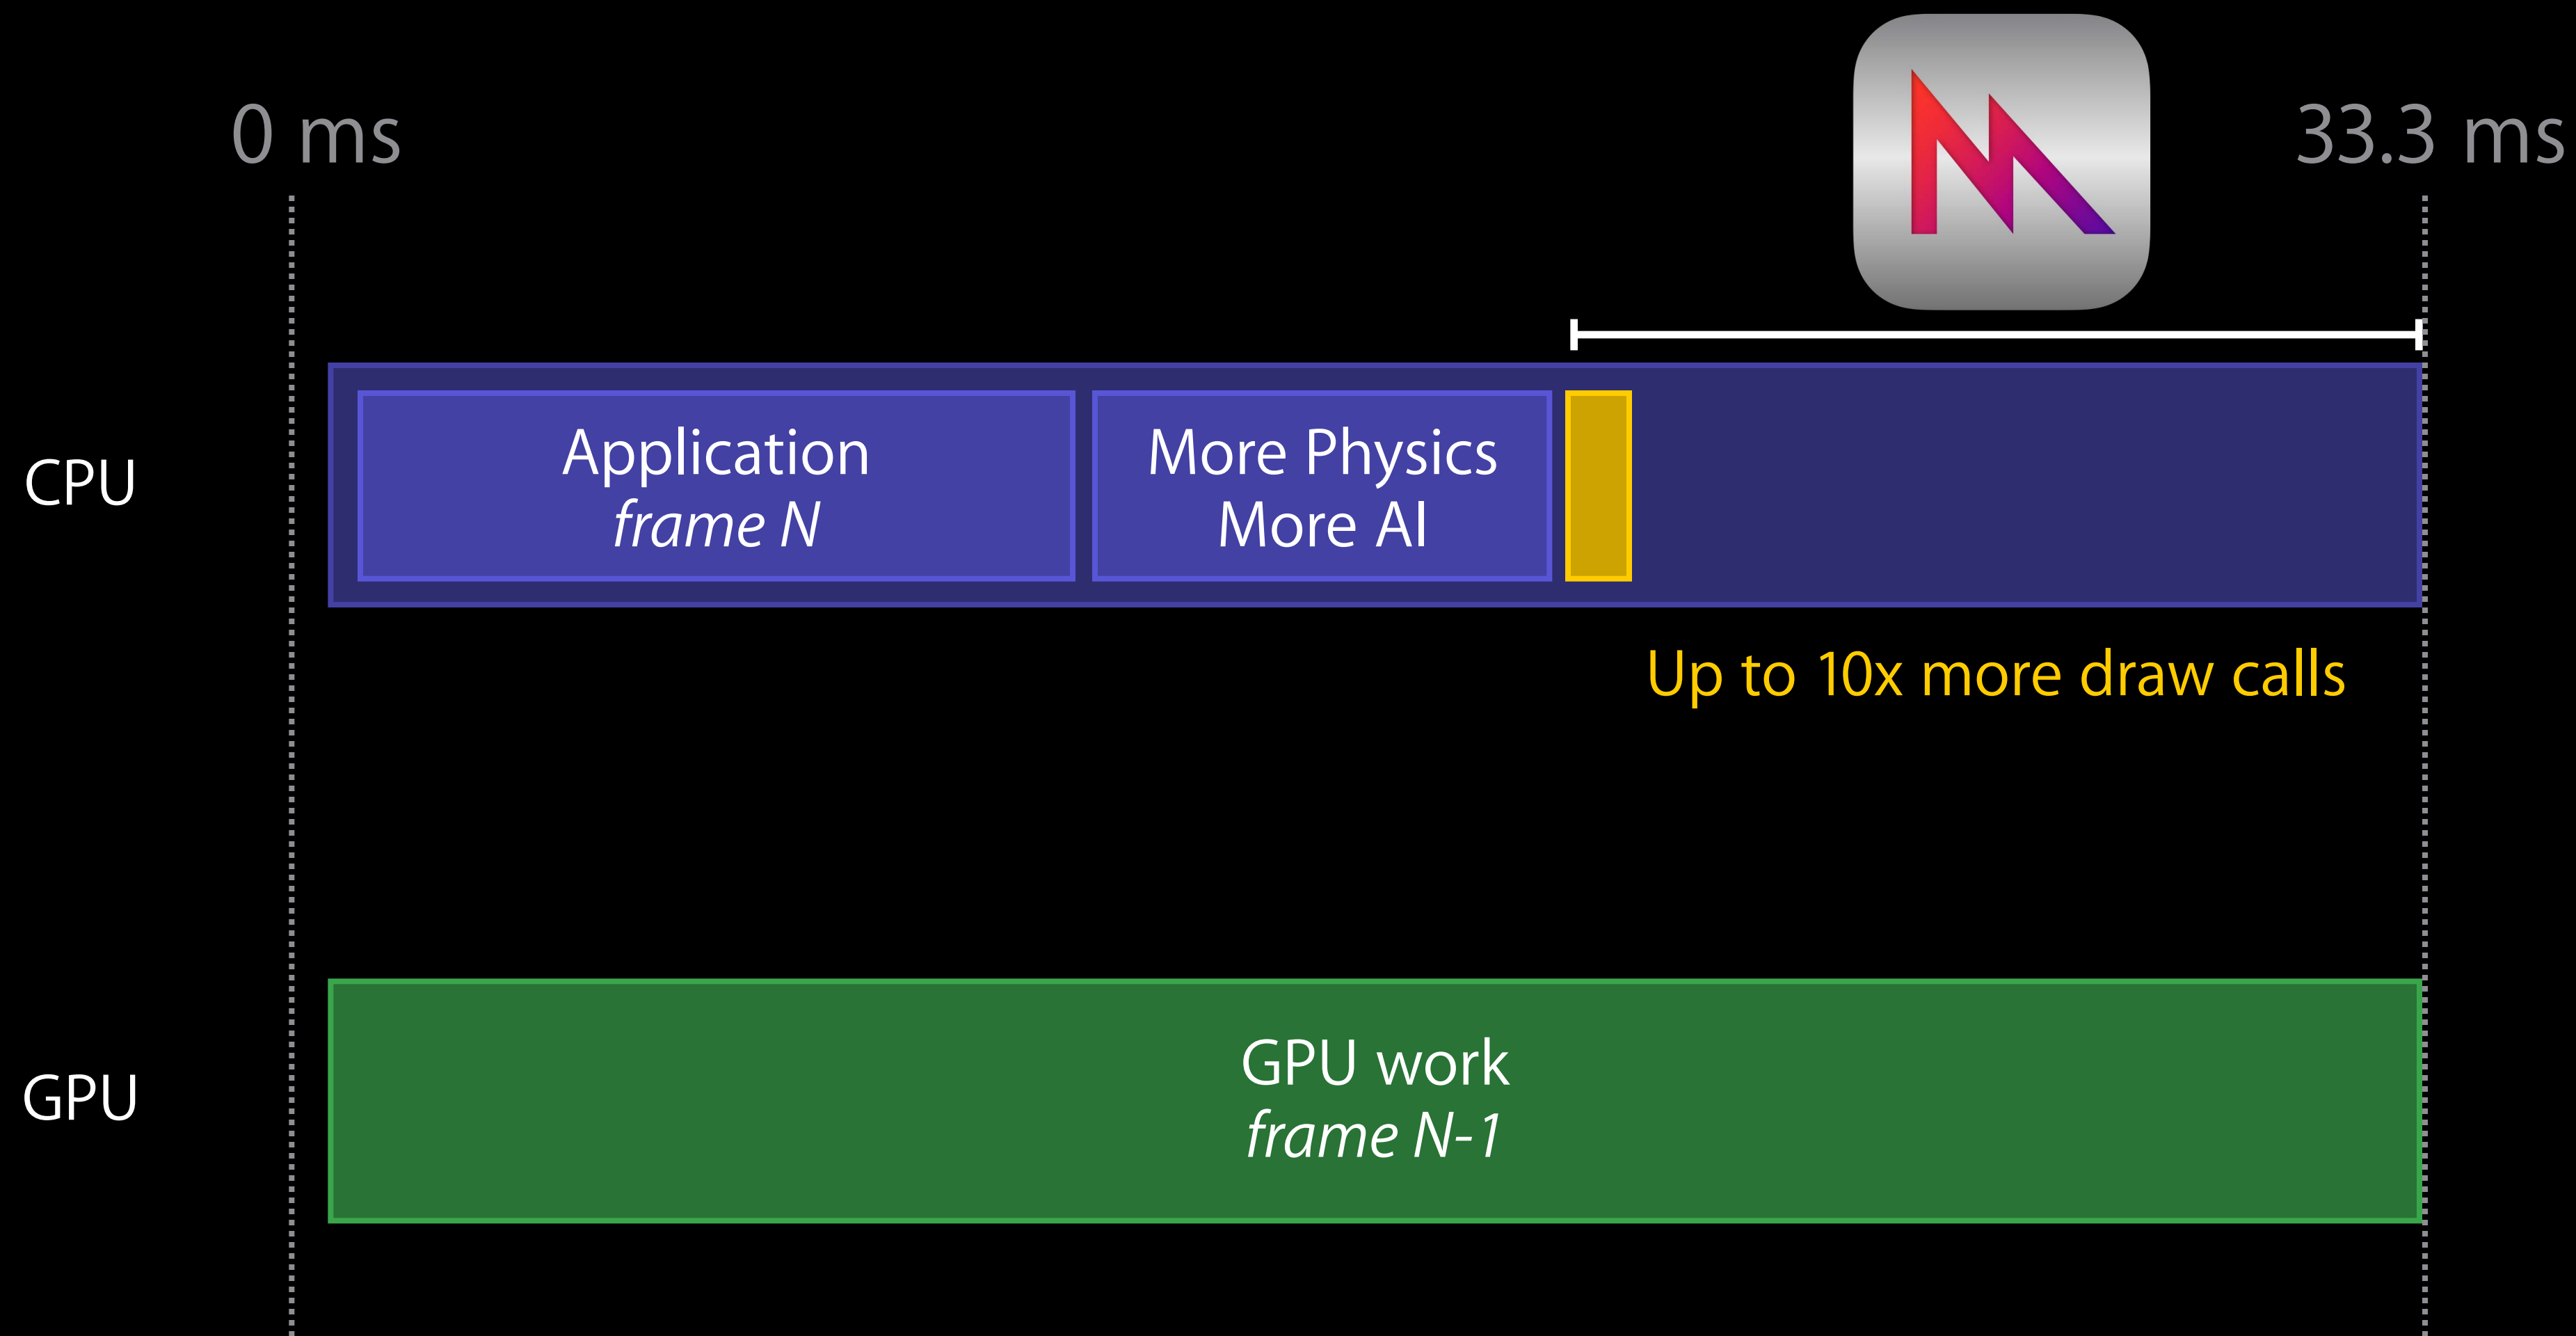 0 ms
33.3 ms
CPU
Application
frame N
More Physics
More AI
Up to 10x more draw calls
GPU
GPU work
frame N-1